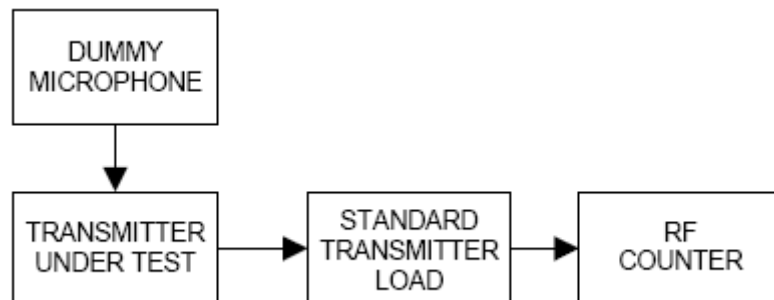 DUMMY
MICROPHONE
TRANSMITTER
UNDER TEST
STANDARD
TRANSMITTER
LOAD
RF
COUNTER